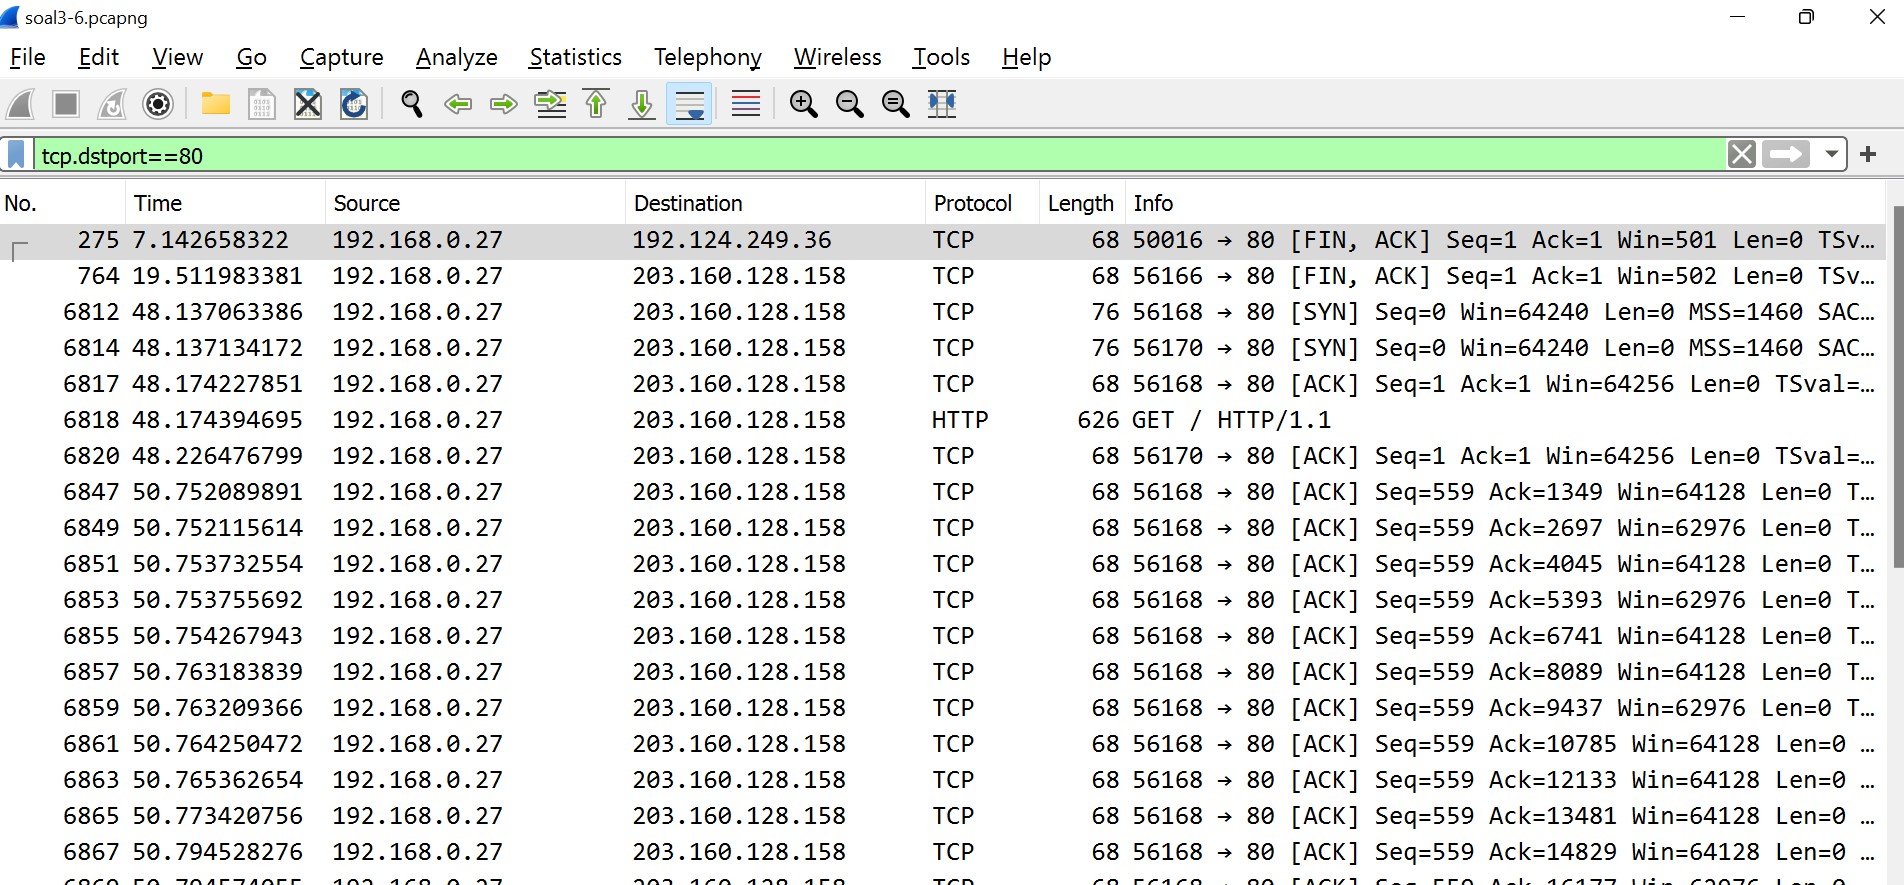 soal3-6.pcapng
File Edit View Go Capture Analyze Statistics Telephony Wireless Tools Help
tcp.dstport==80
No. Time Source Destination Protocol Length Info
275 7.142658322 192.168.0.27 192.124.249.36 TCP 68 50016 → 80 [FIN, ACK] Seq=1 Ack=1 Win=501 Len=0 TSv…
764 19.511983381 192.168.0.27 203.160.128.158 TCP 68 56166 → 80 [FIN, ACK] Seq=1 Ack=1 Win=502 Len=0 TSv…
6812 48.137063386 192.168.0.27 203.160.128.158 TCP 76 56168 → 80 [SYN] Seq=0 Win=64240 Len=0 MSS=1460 SAC…
6814 48.137134172 192.168.0.27 203.160.128.158 TCP 76 56170 → 80 [SYN] Seq=0 Win=64240 Len=0 MSS=1460 SAC…
6817 48.174227851 192.168.0.27 203.160.128.158 TCP 68 56168 → 80 [ACK] Seq=1 Ack=1 Win=64256 Len=0 TSval=…
6818 48.174394695 192.168.0.27 203.160.128.158 HTTP 626 GET / HTTP/1.1
6820 48.226476799 192.168.0.27 203.160.128.158 TCP 68 56170 → 80 [ACK] Seq=1 Ack=1 Win=64256 Len=0 TSval=…
6847 50.752089891 192.168.0.27 203.160.128.158 TCP 68 56168 → 80 [ACK] Seq=559 Ack=1349 Win=64128 Len=0 T…
6849 50.752115614 192.168.0.27 203.160.128.158 TCP 68 56168 → 80 [ACK] Seq=559 Ack=2697 Win=62976 Len=0 T…
6851 50.753732554 192.168.0.27 203.160.128.158 TCP 68 56168 → 80 [ACK] Seq=559 Ack=4045 Win=64128 Len=0 T…
6853 50.753755692 192.168.0.27 203.160.128.158 TCP 68 56168 → 80 [ACK] Seq=559 Ack=5393 Win=62976 Len=0 T…
6855 50.754267943 192.168.0.27 203.160.128.158 TCP 68 56168 → 80 [ACK] Seq=559 Ack=6741 Win=64128 Len=0 T…
6857 50.763183839 192.168.0.27 203.160.128.158 TCP 68 56168 → 80 [ACK] Seq=559 Ack=8089 Win=64128 Len=0 T…
6859 50.763209366 192.168.0.27 203.160.128.158 TCP 68 56168 → 80 [ACK] Seq=559 Ack=9437 Win=62976 Len=0 T…
6861 50.764250472 192.168.0.27 203.160.128.158 TCP 68 56168 → 80 [ACK] Seq=559 Ack=10785 Win=64128 Len=0 …
6863 50.765362654 192.168.0.27 203.160.128.158 TCP 68 56168 → 80 [ACK] Seq=559 Ack=12133 Win=64128 Len=0 …
6865 50.773420756 192.168.0.27 203.160.128.158 TCP 68 56168 → 80 [ACK] Seq=559 Ack=13481 Win=64128 Len=0 …
6867 50.794528276 192.168.0.27 203.160.128.158 TCP 68 56168 → 80 [ACK] Seq=559 Ack=14829 Win=64128 Len=0 …